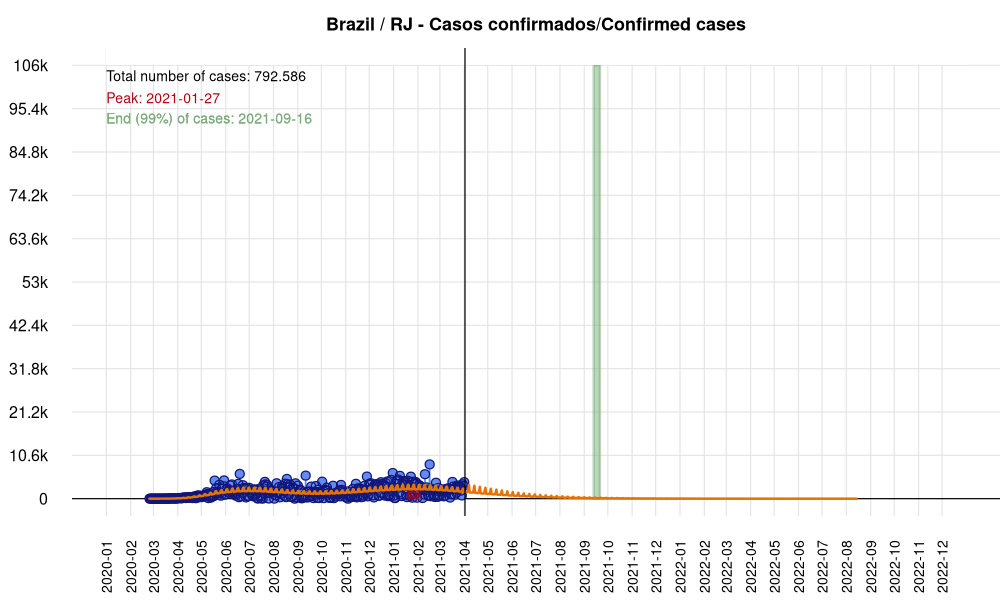 Brazil / RJ - Casos confirmados/Confirmed cases
106k
95.4k
84.8k
74.2k
63.6k
53k
42.4k
31.8k
21.2k
10.6k
0
Total number of cases: 792.586
Peak: 2021-01-27
End (99%) of cases: 2021-09-16
2020-01
2020-02
2020-03
2020-04
2020-05
2020-06
2020-07
2020-08
2020-09
2020-10
2020-11
2020-12
2021-01
2021-02
2021-03
2021-04
2021-05
2021-06
2021-07
2021-08
2021-09
2021-10
2021-11
2021-12
2022-01
2022-02
2022-03
2022-04
2022-05
2022-06
2022-07
2022-08
2022-09
2022-10
2022-11
2022-12